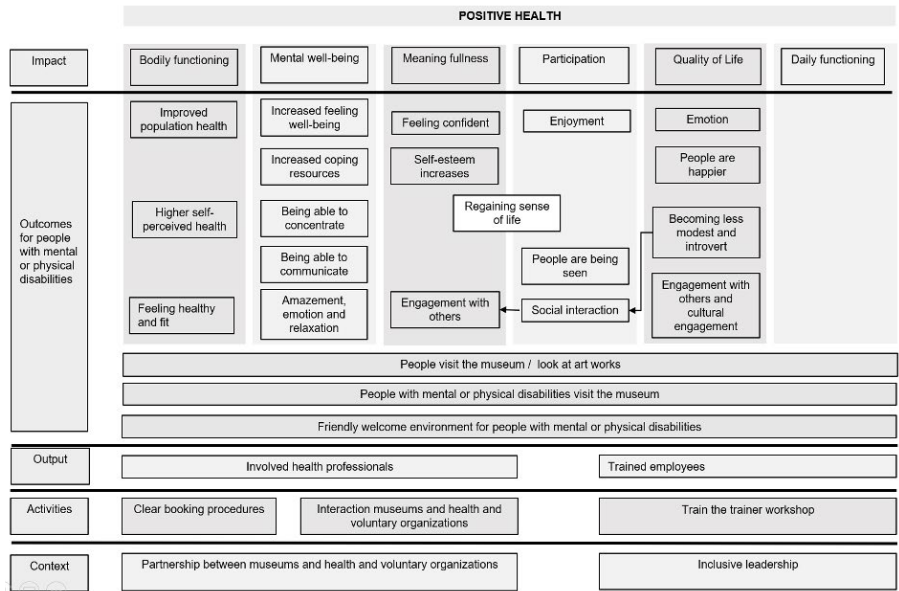 POSITIVE HEALTH
Impact
Bodily functioning
Mental well-being
Meaning fullness
Participation
Quality of Life
Daily functioning
Outcomes
for people
with mental
or physical
disabilities
Improved
population health
Increased feeling
well-being
Feeling confident
Enjoyment
Emotion
Increased coping
resources
Self-esteem
increases
People are
happier
Higher self-
perceived health
Being able to
concentrate
Regaining sense
of life
Becoming less
modest and
introvert
Being able to
communicate
People are being
seen
Feeling healthy
and fit
Amazement,
emotion and
relaxation
Engagement with
others
Social interaction
Engagement with
others and
cultural
engagement
People visit the museum / look at art works
People with mental or physical disabilities visit the museum
Friendly welcome environment for people with mental or physical disabilities
Output
Involved health professionals
Trained employees
Activities
Clear booking procedures
Interaction museums and health and
voluntary organizations
Train the trainer workshop
Context
Partnership between museums and health and voluntary organizations
Inclusive leadership